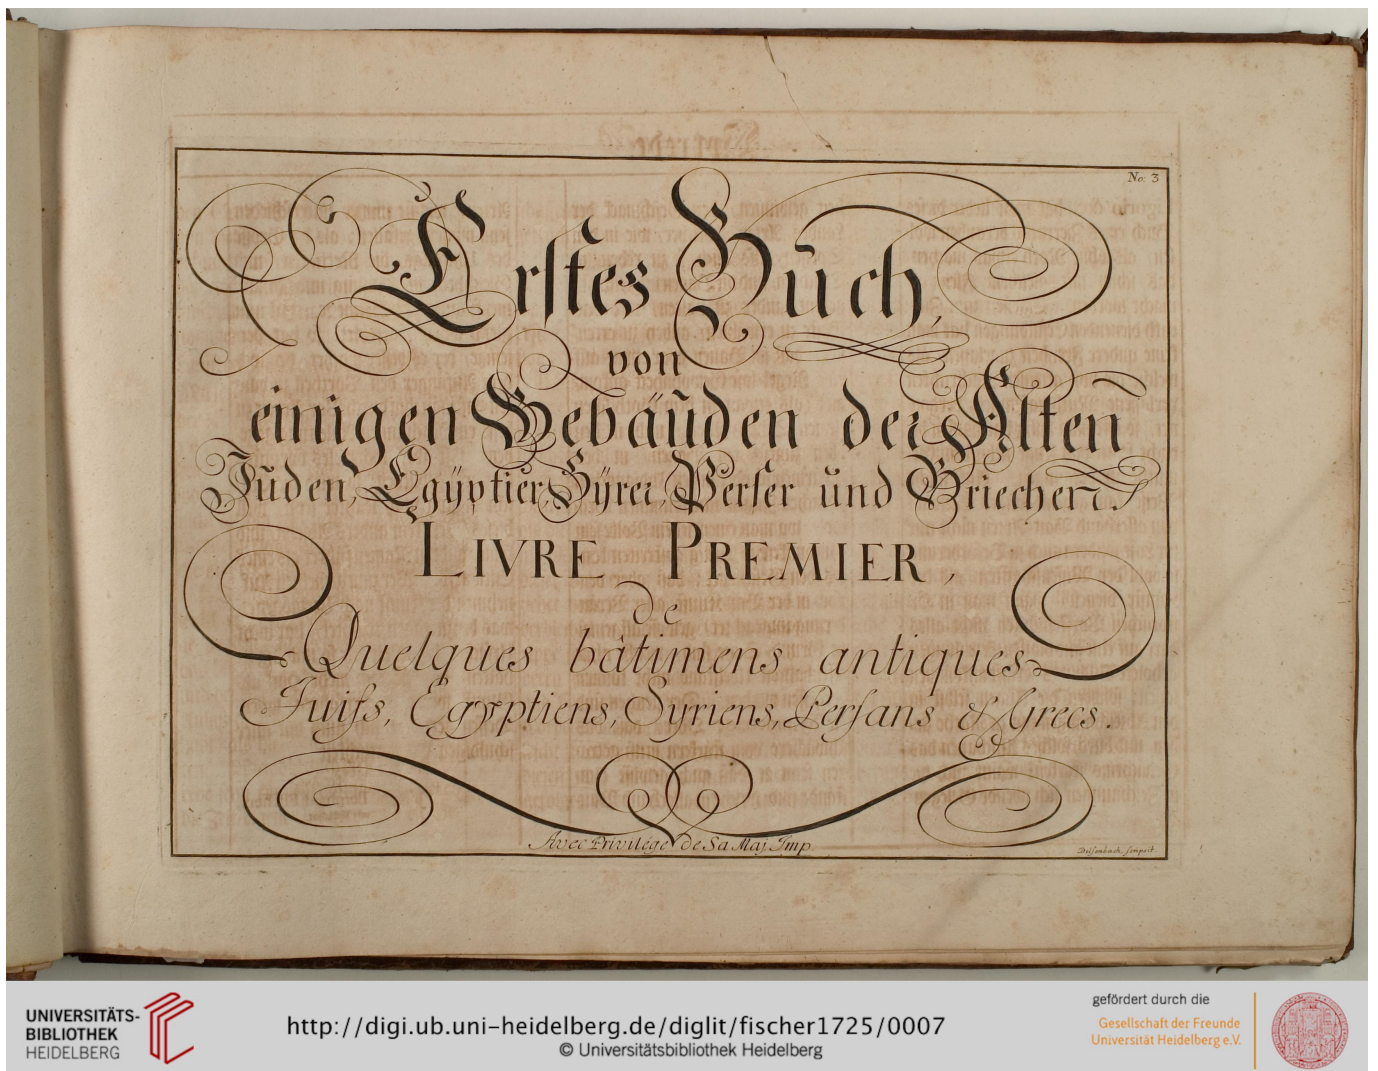 No: 3
Erstes Buch,
von
einigen Gebäuden der Alten
Juden, Egÿptier, Sÿrer, Perser und Griechen.
LIVRE PREMIER,
de
Quelques bâtimens antiques
Juifs, Egyptiens, Syriens, Persans & Grecs.
Avec Privilége de Sa Maj. Imp.
Delsenbach sculpsit.
UNIVERSITÄTS-
BIBLIOTHEK
HEIDELBERG
http://digi.ub.uni-heidelberg.de/diglit/fischer1725/0007
© Universitätsbibliothek Heidelberg
gefördert durch die
Gesellschaft der Freunde
Universität Heidelberg e.V.